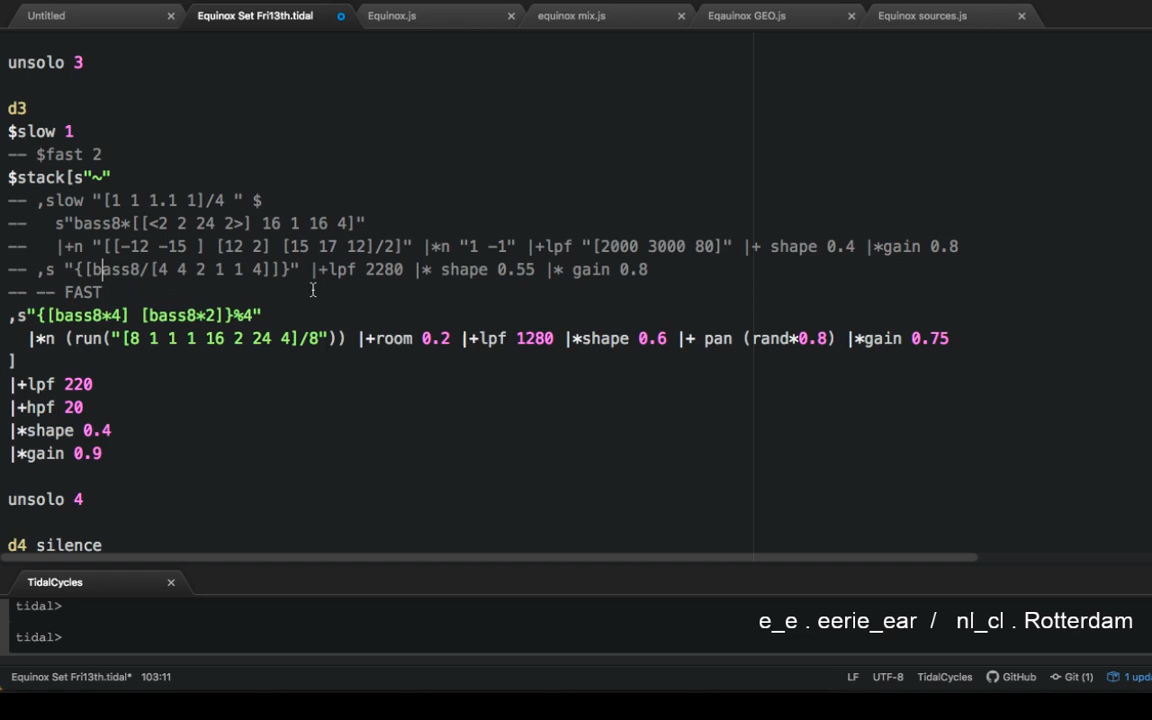 Untitled
Equinox Set Fri13th.tidal
Equinox.js
equinox mix.js
Eqauinox GEO.js
Equinox sources.js
unsolo 3
d3
$slow 1
-- $fast 2
$stack[s"~"
-- ,slow "[1 1 1.1 1]/4 " $
--   s"bass8*[[<2 2 24 2>] 16 1 16 4]"
--   |+n "[[-12 -15 ] [12 2] [15 17 12]/2]" |*n "1 -1" |+lpf "[2000 3000 80]" |+ shape 0.4 |*gain 0.8
-- ,s "{[bass8/[4 4 2 1 1 4]]}" |+lpf 2280 |* shape 0.55 |* gain 0.8
-- -- FAST
,s"{[bass8*4] [bass8*2]}%4"
|*n (run("[8 1 1 1 16 2 24 4]/8")) |+room 0.2 |+lpf 1280 |*shape 0.6 |+ pan (rand*0.8) |*gain 0.75
]
|+lpf 220
|+hpf 20
|*shape 0.4
|*gain 0.9
unsolo 4
d4 silence
TidalCycles
tidal>
tidal>
e_e . eerie_ear / nl_cl . Rotterdam
Equinox Set Fri13th.tidal* 103:11
LF UTF-8 TidalCycles GitHub Git (1) 1 upd